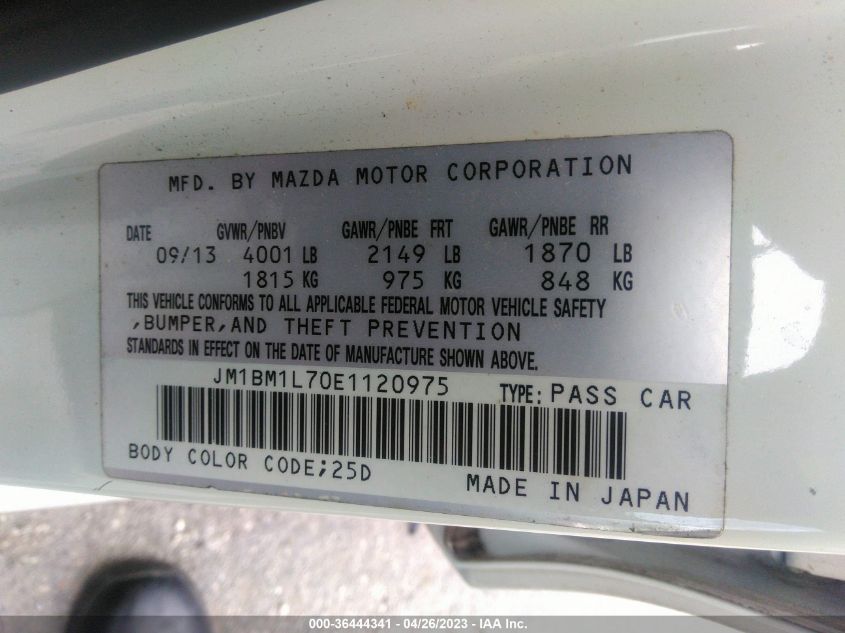 MFD. BY MAZDA MOTOR CORPORATION
DATE GVWR/PNBV GAWR/PNBE FRT GAWR/PNBE RR
09/13 4001 LB 2149 LB 1870 LB
1815 KG 975 KG 848 KG
THIS VEHICLE CONFORMS TO ALL APPLICABLE FEDERAL MOTOR VEHICLE SAFETY
,BUMPER,AND THEFT PREVENTION
STANDARDS IN EFFECT ON THE DATE OF MANUFACTURE SHOWN ABOVE.
JM1BM1L70E1120975 TYPE: PASS CAR
BODY COLOR CODE;25D
MADE IN JAPAN
000-36444341 - 04/26/2023 - IAA Inc.